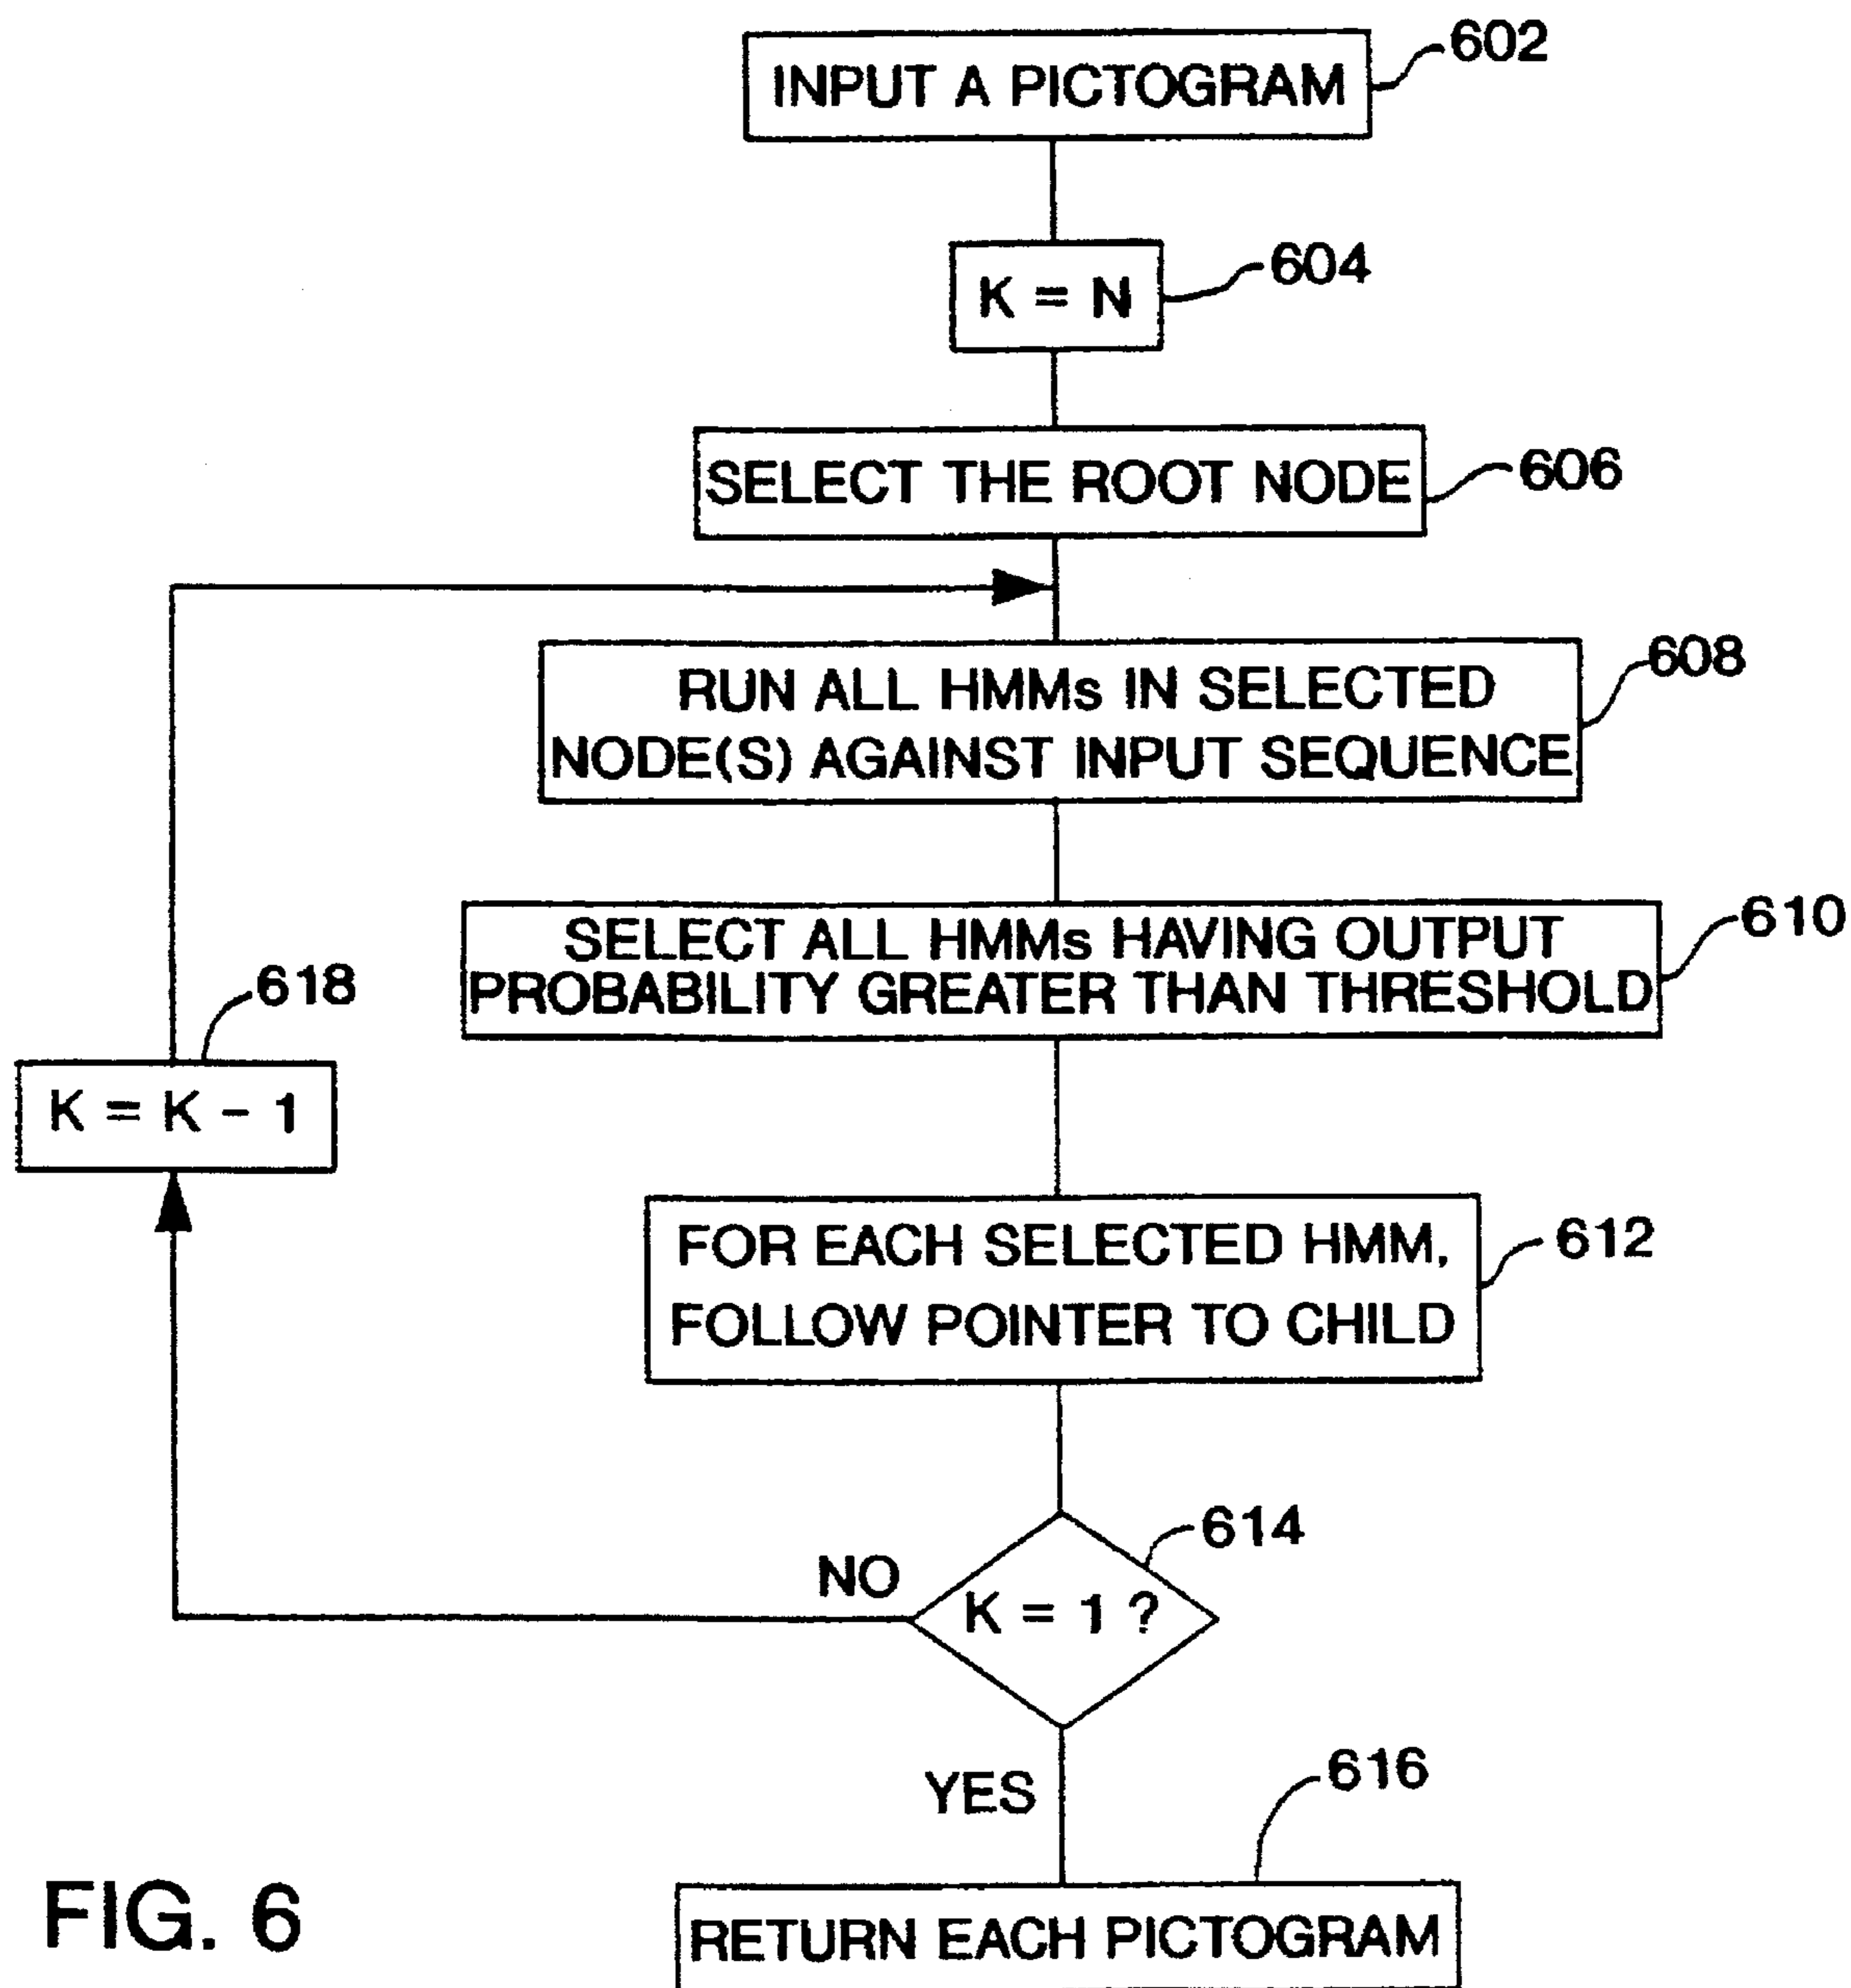 INPUT A PICTOGRAM
602
K = N
604
SELECT THE ROOT NODE
606
RUN ALL HMMs IN SELECTED
NODE(S) AGAINST INPUT SEQUENCE
608
SELECT ALL HMMs HAVING OUTPUT
PROBABILITY GREATER THAN THRESHOLD
610
618
K = K - 1
FOR EACH SELECTED HMM,
FOLLOW POINTER TO CHILD
612
614
NO
K = 1 ?
YES
616
RETURN EACH PICTOGRAM
FIG. 6